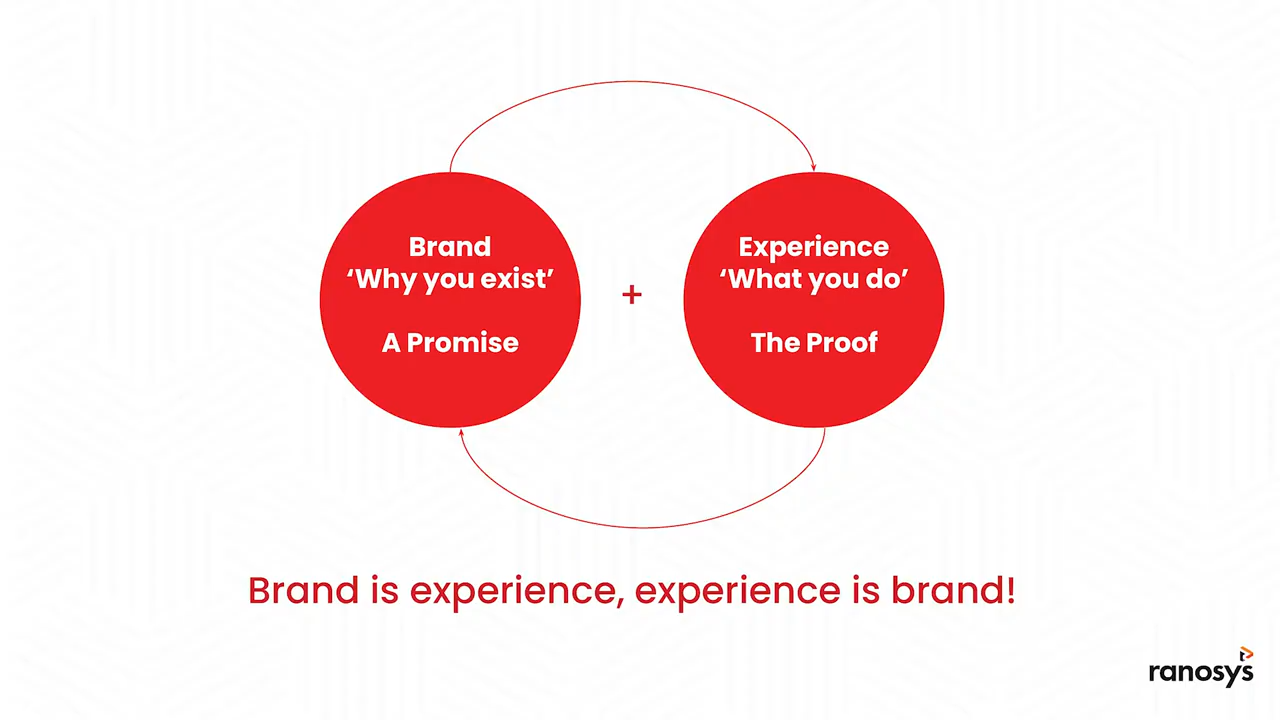 Brand
‘Why you exist’
A Promise
+
Experience
‘What you do’
The Proof
Brand is experience, experience is brand!
ranosys